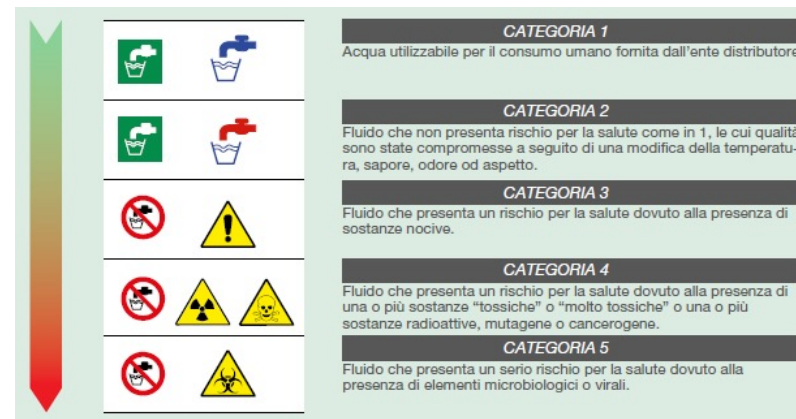 CATEGORIA 1
Acqua utilizzabile per il consumo umano fornita dall'ente distributore
CATEGORIA 2
Fluido che non presenta rischio per la salute come in 1, le cui qualità
sono state compromesse a seguito di una modifica della temperatu-
ra, sapore, odore od aspetto.
CATEGORIA 3
Fluido che presenta un rischio per la salute dovuto alla presenza di
sostanze nocive.
CATEGORIA 4
Fluido che presenta un rischio per la salute dovuto alla presenza di
una o più sostanze “tossiche” o “molto tossiche” o una o più
sostanze radioattive, mutagene o cancerogene.
CATEGORIA 5
Fluido che presenta un serio rischio per la salute dovuto alla
presenza di elementi microbiologici o virali.